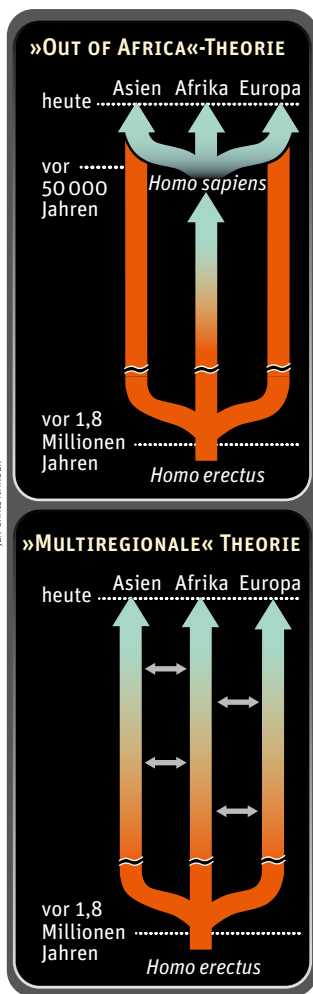 »OUT OF AFRICA«-THEORIE
Asien Afrika Europa
heute
vor
50 000
Jahren
Homo sapiens
vor 1,8
Millionen
Jahren
Homo erectus
»MULTIREGIONALE« THEORIE
Asien Afrika Europa
heute
vor 1,8
Millionen
Jahren
Homo erectus